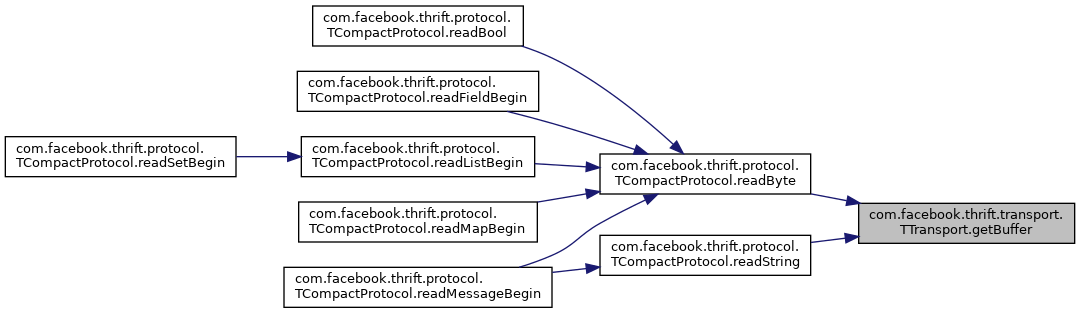 com.facebook.thrift.protocol.
TCompactProtocol.readBool
com.facebook.thrift.protocol.
TCompactProtocol.readFieldBegin
com.facebook.thrift.protocol.
TCompactProtocol.readSetBegin
com.facebook.thrift.protocol.
TCompactProtocol.readListBegin
com.facebook.thrift.protocol.
TCompactProtocol.readByte
com.facebook.thrift.protocol.
TCompactProtocol.readMapBegin
com.facebook.thrift.transport.
TTransport.getBuffer
com.facebook.thrift.protocol.
TCompactProtocol.readString
com.facebook.thrift.protocol.
TCompactProtocol.readMessageBegin